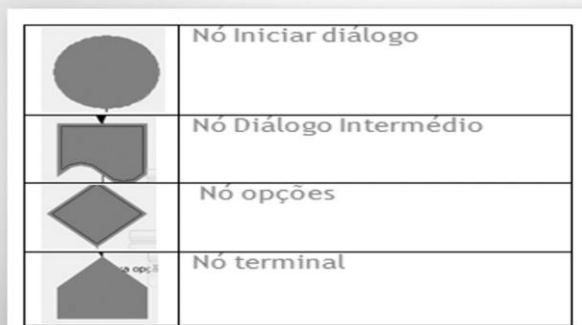 Nó Iniciar diálogo
Nó Diálogo Intermédio
Nó opções
Nó terminal